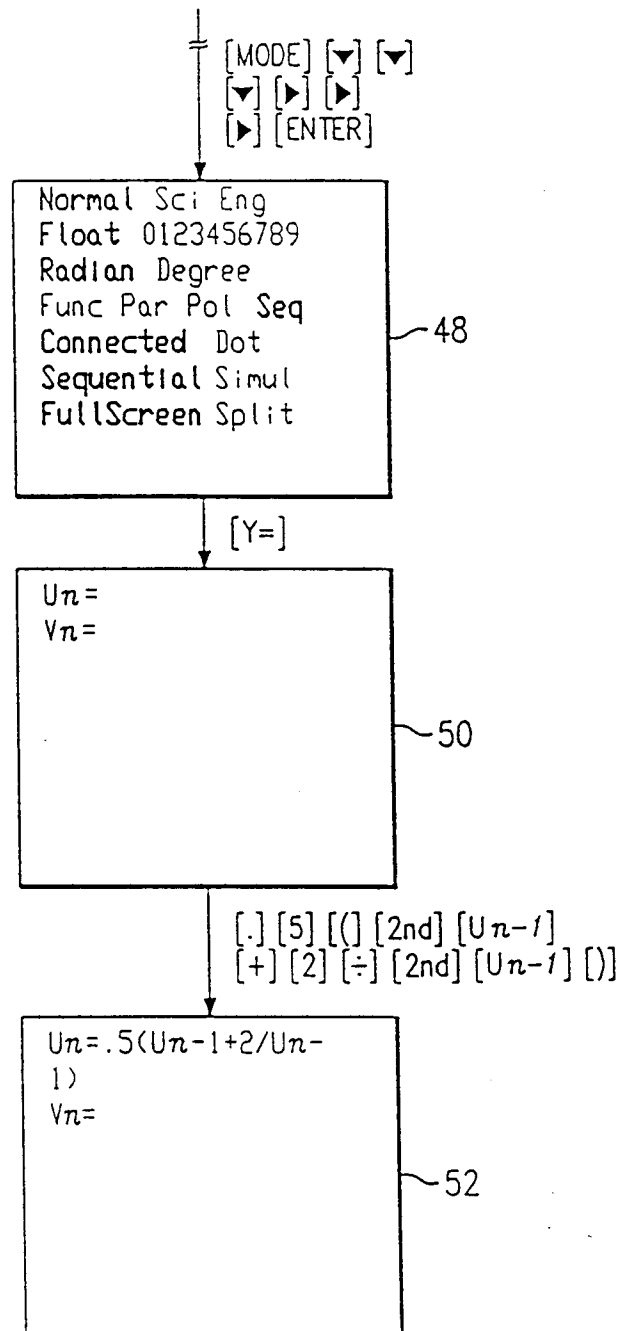 [MODE] [▼] [▼]
[▼] [▶] [▶]
[▶] [ENTER]
Normal Sci Eng
Float 0123456789
Radian Degree
Func Par Pol Seq
Connected Dot
Sequential Simul
FullScreen Split
48
[Y=]
Un=
Vn=
50
[.] [5] [(] [2nd] [Un-1]
[+] [2] [÷] [2nd] [Un-1] [)]
Un=.5(Un-1+2/Un-
1)
Vn=
52